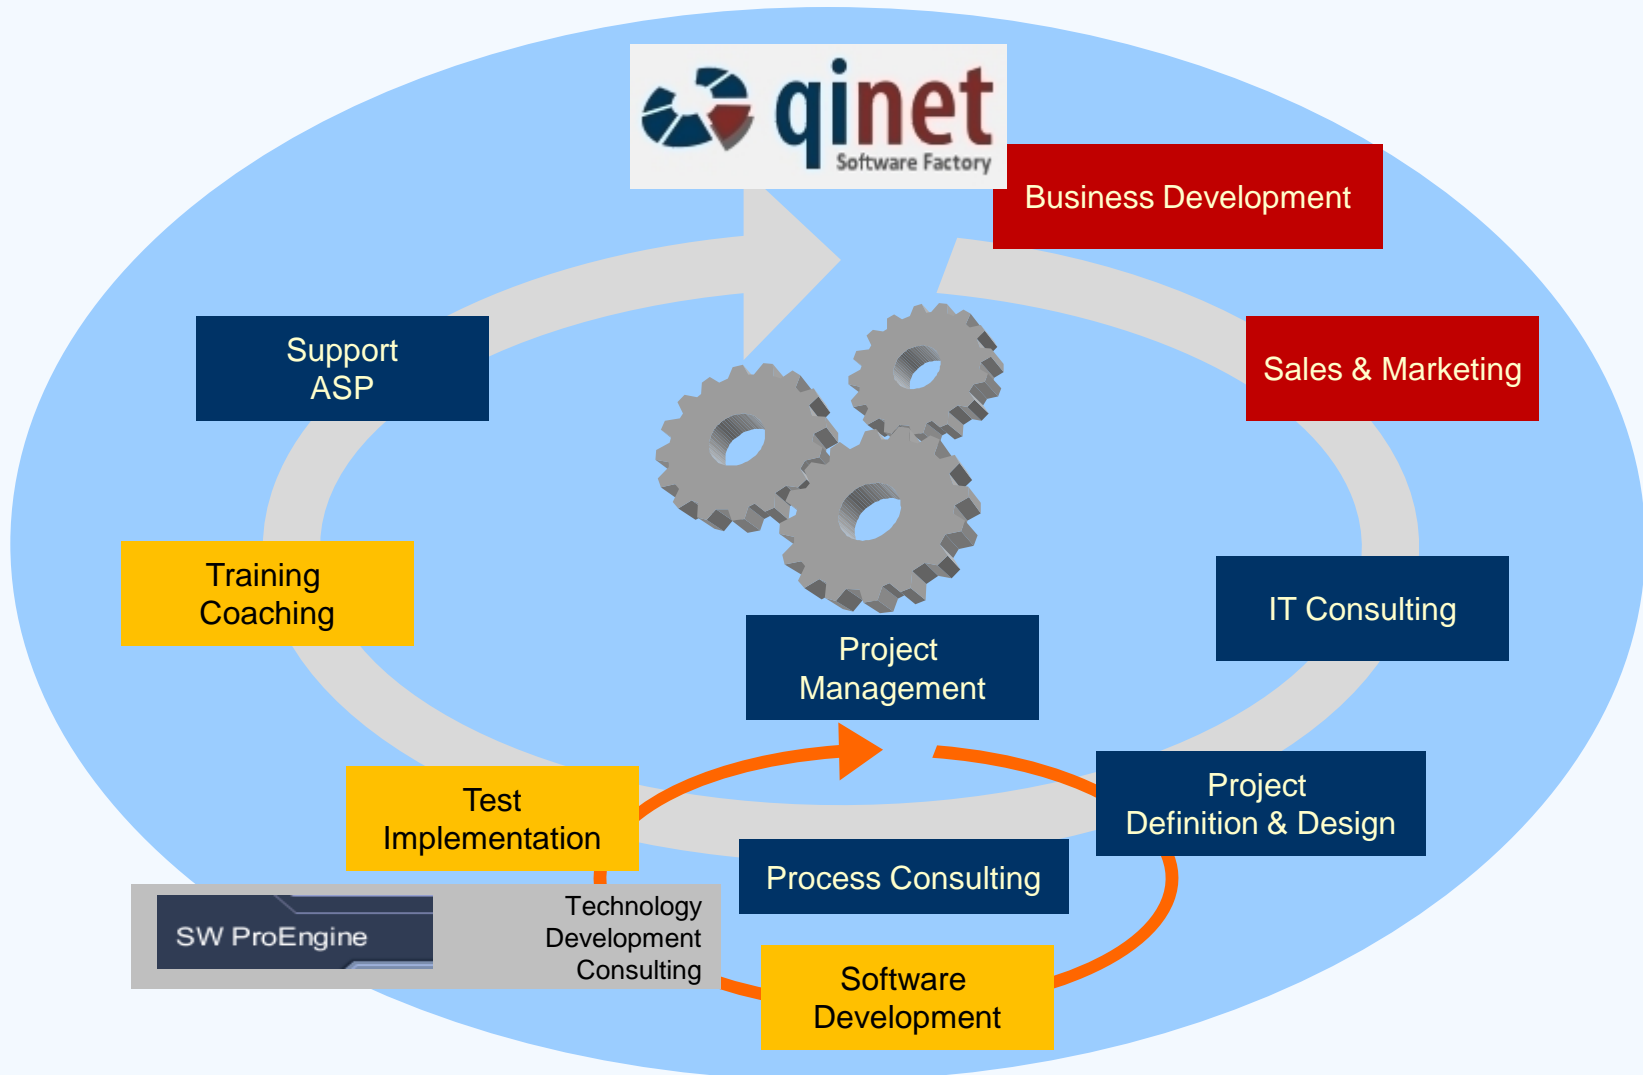 qinet
Software Factory
Business Development
Support
ASP
Sales & Marketing
Training
Coaching
IT Consulting
Project
Management
Test
Implementation
Project
Definition & Design
Process Consulting
SW ProEngine
Technology
Development
Consulting
Software
Development